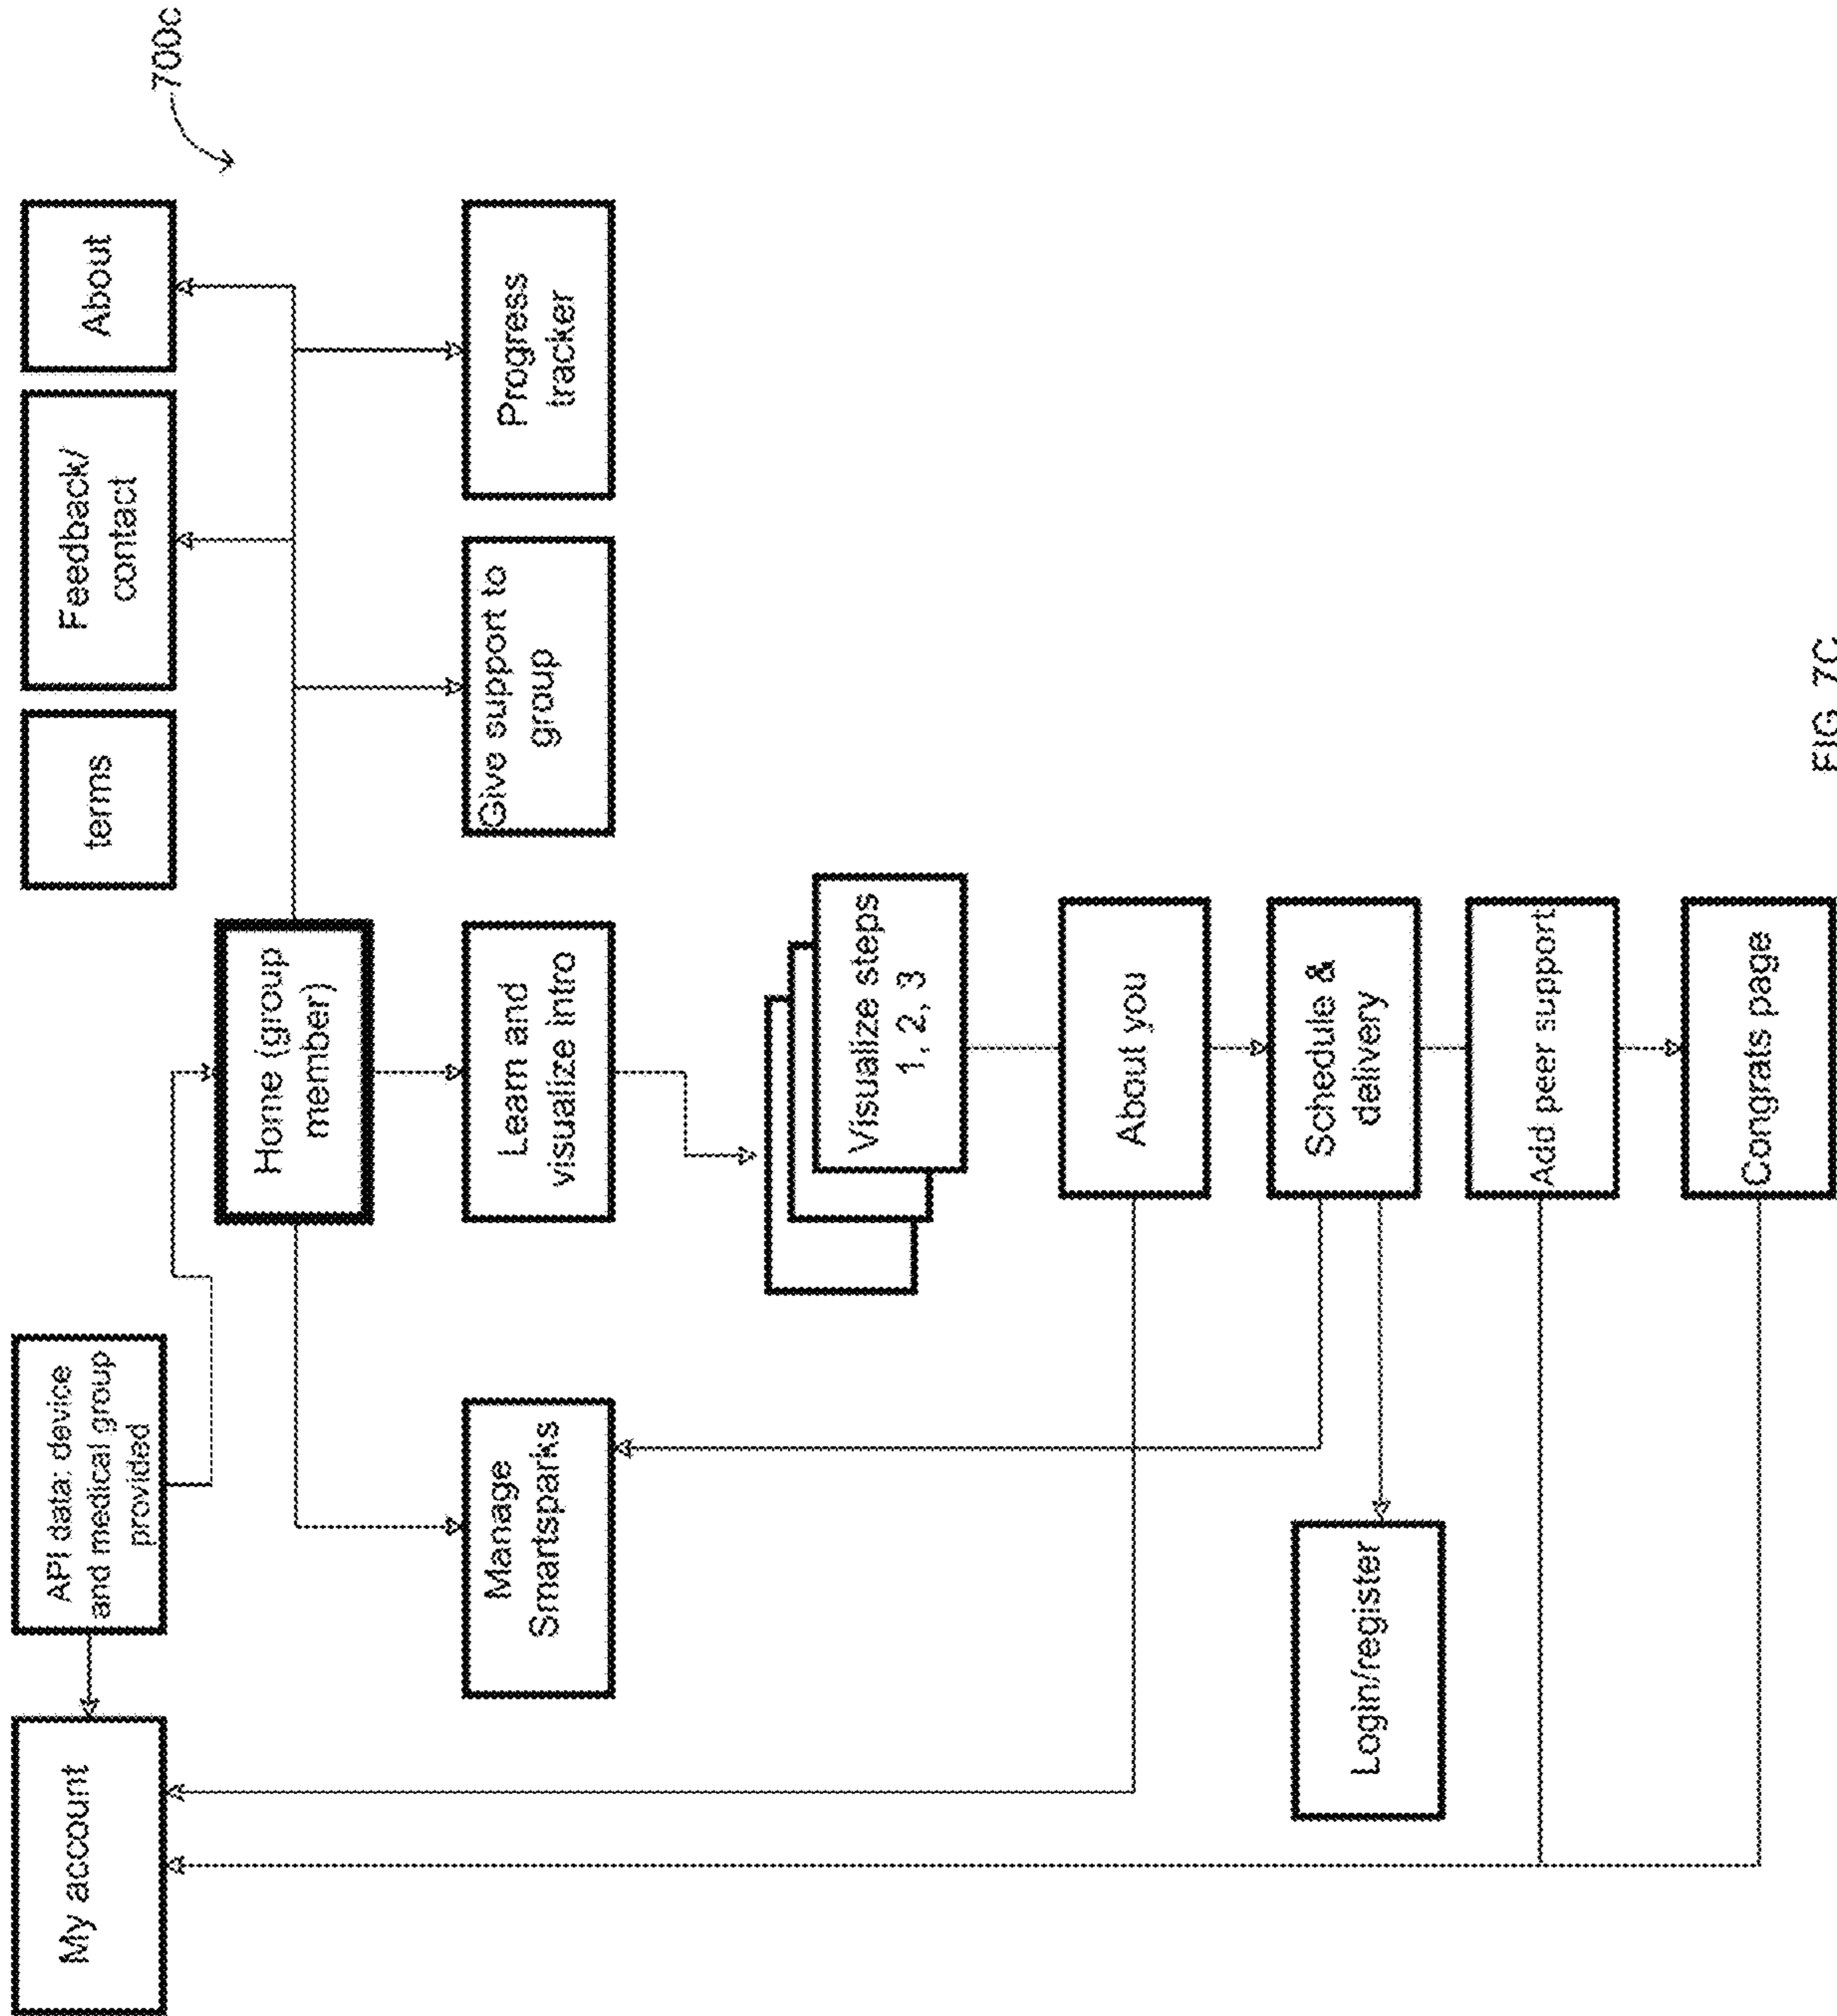 700c
My account
API data: device
and medical group
provided
terms
Feedback/
contact
About
Home (group
member)
Manage
Smartsparks
Learn and
visualize intro
Give support to
group
Progress
tracker
Visualize steps
1, 2, 3
About you
Login/register
Schedule &
delivery
Add peer support
Congrats page
FIG. 7C